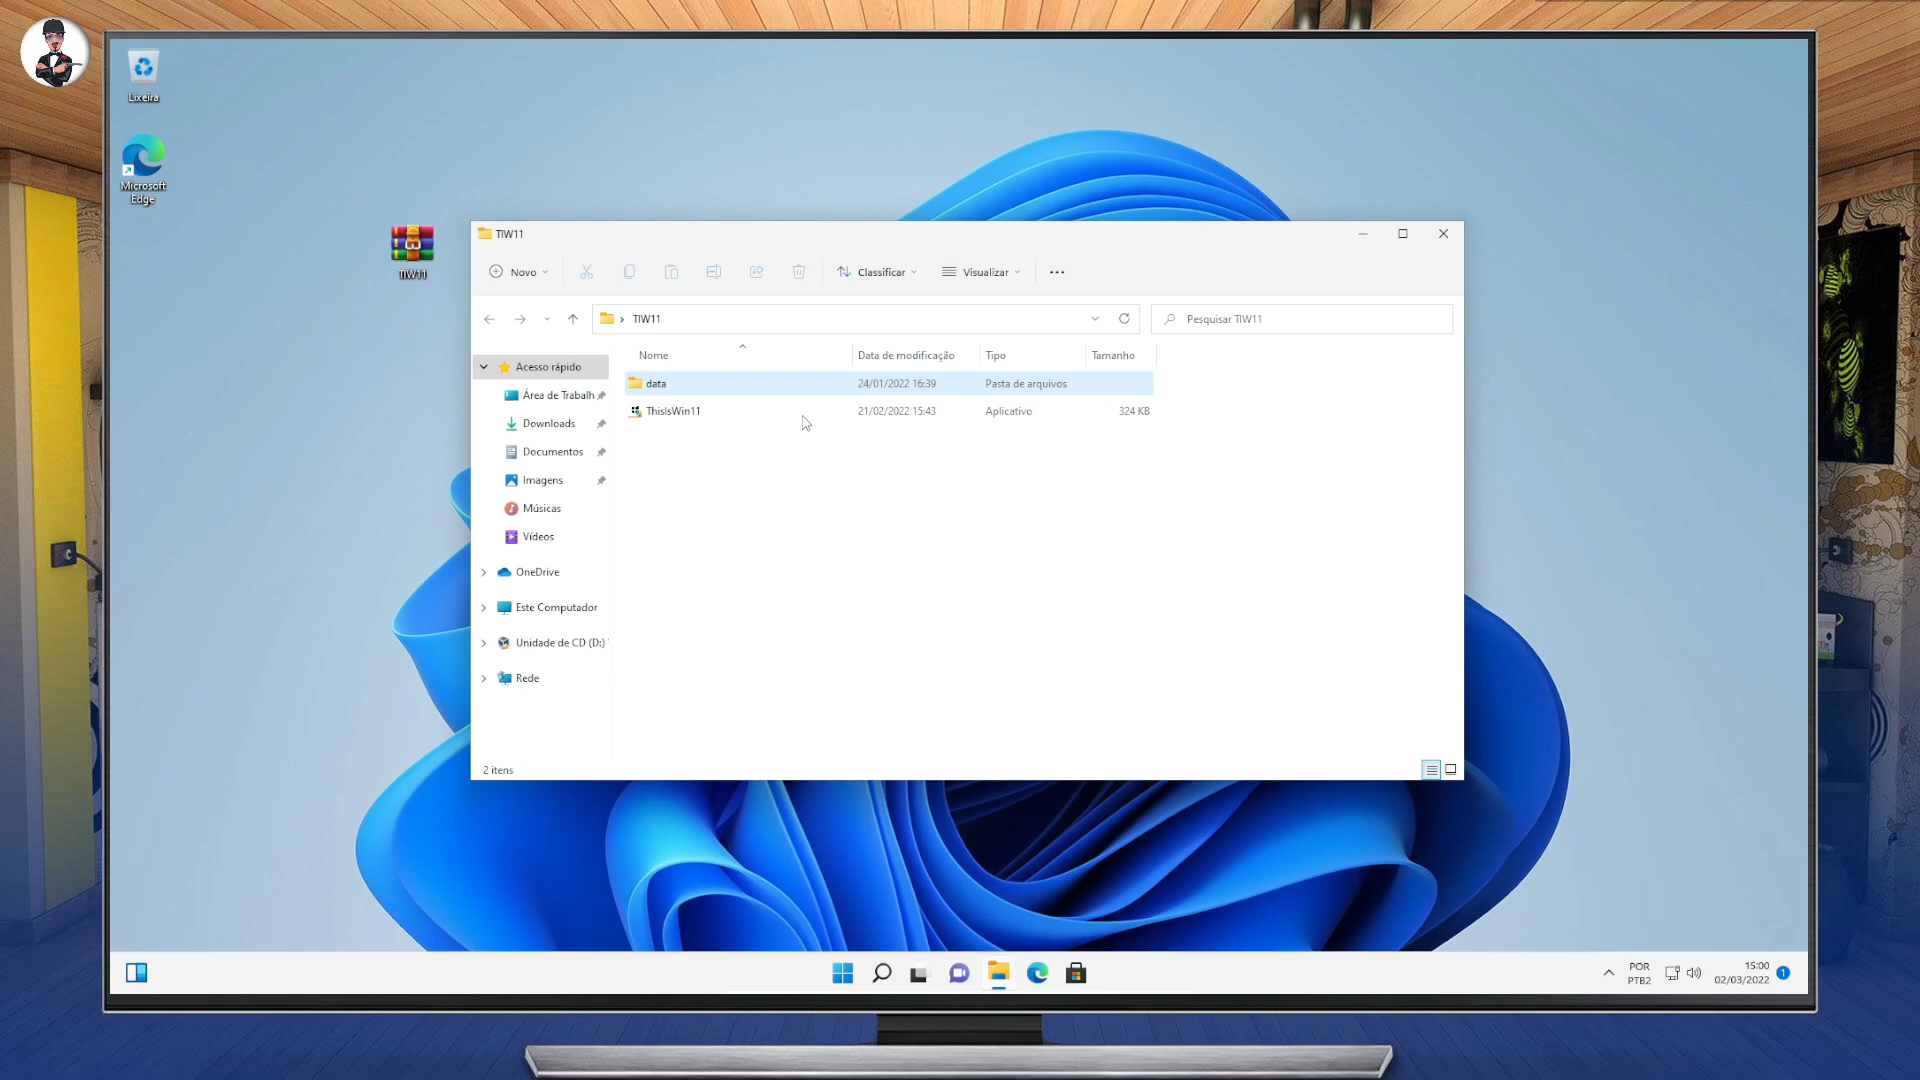 Lixeira
Microsoft
Edge
TIW11
TIW11
Novo
Classificar
Visualizar
TIW11
Pesquisar TIW11
Nome
Data de modificação
Tipo
Tamanho
Acesso rápido
data
24/01/2022 16:39
Pasta de arquivos
Área de Trabalh
ThisIsWin11
21/02/2022 15:43
Aplicativo
324 KB
Downloads
Documentos
Imagens
Músicas
Vídeos
OneDrive
Este Computador
Unidade de CD (D:)
Rede
2 itens
POR
PTB2
15:00
02/03/2022
1